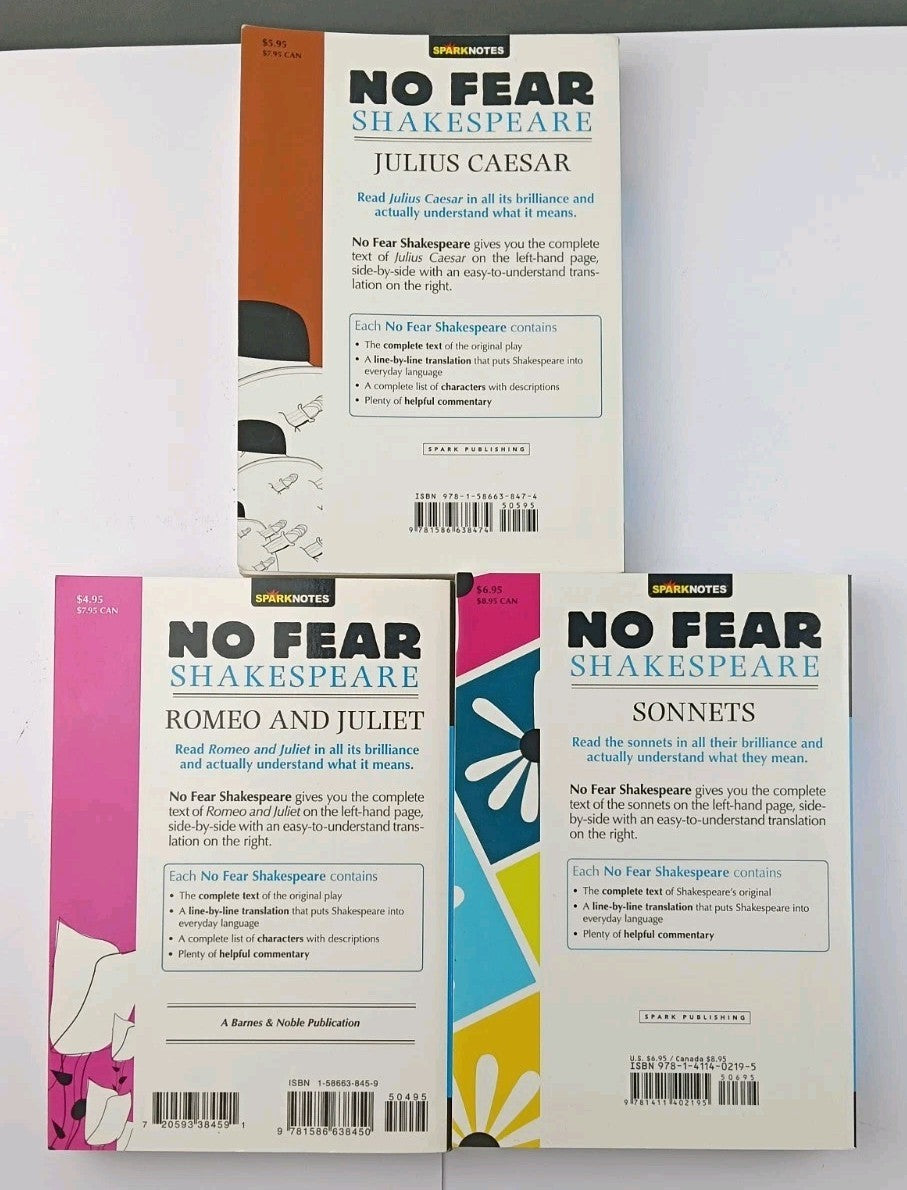 $5.95
$7.95 CAN
SPARKNOTES
NO FEAR
SHAKESPEARE
JULIUS CAESAR
Read Julius Caesar in all its brilliance and
actually understand what it means.
No Fear Shakespeare gives you the complete
text of Julius Caesar on the left-hand page,
side-by-side with an easy-to-understand trans-
lation on the right.
Each No Fear Shakespeare contains
• The complete text of the original play
• A line-by-line translation that puts Shakespeare into
everyday language
• A complete list of characters with descriptions
• Plenty of helpful commentary
SPARK PUBLISHING
ISBN 978-1-58663-847-4
50595
9 781586 638474
$4.95
$7.95 CAN
SPARKNOTES
NO FEAR
SHAKESPEARE
ROMEO AND JULIET
Read Romeo and Juliet in all its brilliance
and actually understand what it means.
No Fear Shakespeare gives you the complete
text of Romeo and Juliet on the left-hand page,
side-by-side with an easy-to-understand trans-
lation on the right.
Each No Fear Shakespeare contains
• The complete text of the original play
• A line-by-line translation that puts Shakespeare into
everyday language
• A complete list of characters with descriptions
• Plenty of helpful commentary
A Barnes & Noble Publication
ISBN 1-58663-845-9
50495
7 20593 38459 1
9 781586 638450
$6.95
$8.95 CAN
SPARKNOTES
NO FEAR
SHAKESPEARE
SONNETS
Read the sonnets in all their brilliance and
actually understand what they mean.
No Fear Shakespeare gives you the complete
text of the sonnets on the left-hand page, side-
by-side with an easy-to-understand translation
on the right.
Each No Fear Shakespeare contains
• The complete text of Shakespeare's original
• A line-by-line translation that puts Shakespeare into
everyday language
• Plenty of helpful commentary
SPARK PUBLISHING
U.S. $6.95 / Canada $8.95
ISBN 978-1-4114-0219-5
50695
9 781411 402195